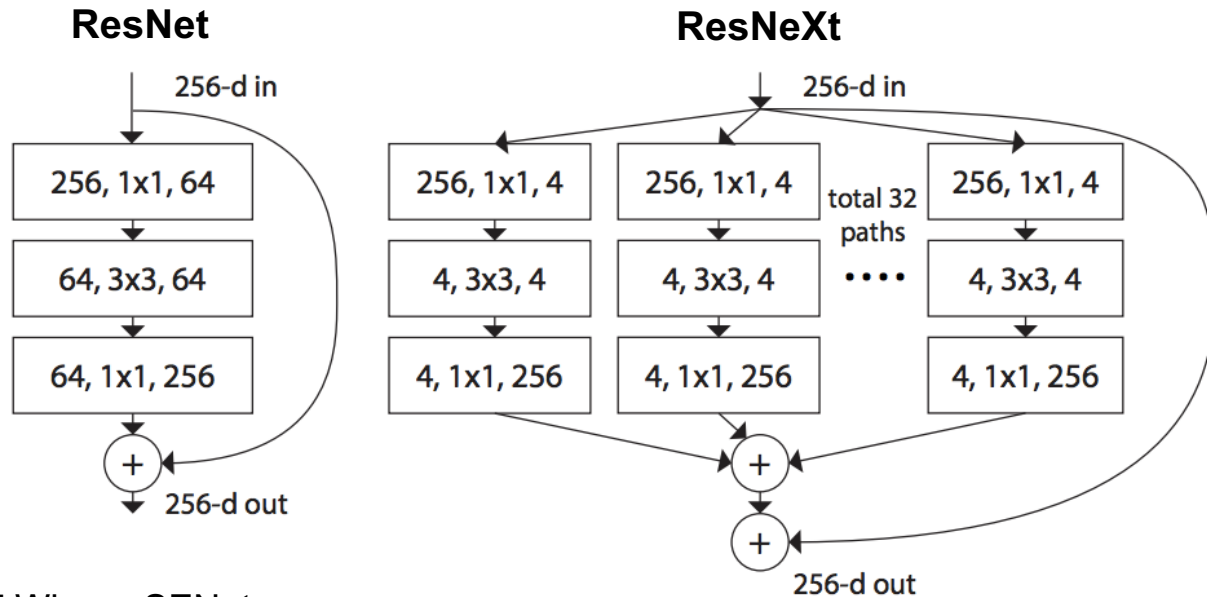 ResNet
256-d in
256, 1x1, 64
64, 3x3, 64
64, 1x1, 256
+
256-d out
ResNeXt
256-d in
256, 1x1, 4
4, 3x3, 4
4, 1x1, 256
256, 1x1, 4
4, 3x3, 4
4, 1x1, 256
total 32
paths
....
256, 1x1, 4
4, 3x3, 4
4, 1x1, 256
+
+
256-d out